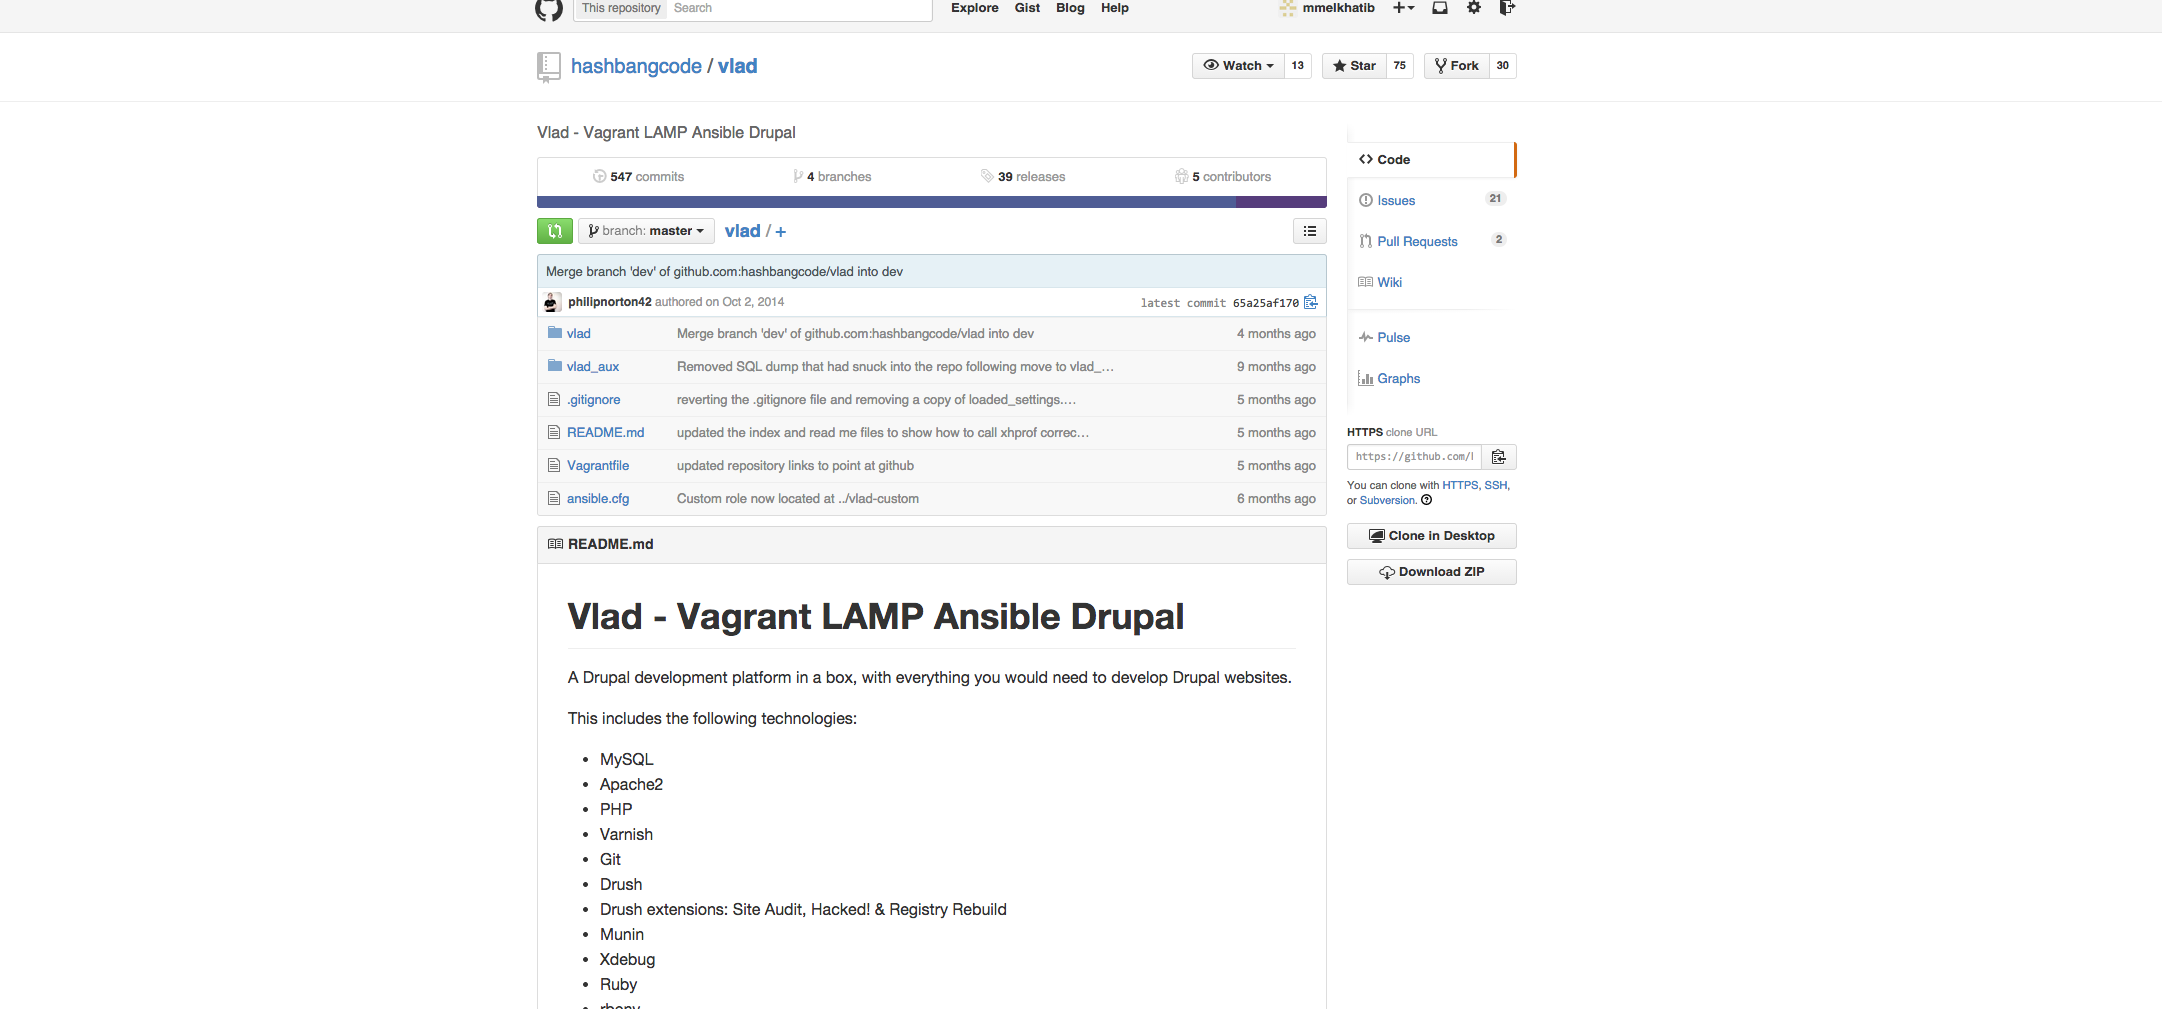 This repository Search Explore Gist Blog Help mmelkhatib
hashbangcode / vlad
Watch 13 Star 75 Fork 30
Vlad - Vagrant LAMP Ansible Drupal
547 commits 4 branches 39 releases 5 contributors
branch: master vlad / +
Merge branch 'dev' of github.com:hashbangcode/vlad into dev
philipnorton42 authored on Oct 2, 2014 latest commit 65a25af170
vlad Merge branch 'dev' of github.com:hashbangcode/vlad into dev 4 months ago
vlad_aux Removed SQL dump that had snuck into the repo following move to vlad_… 9 months ago
.gitignore reverting the .gitignore file and removing a copy of loaded_settings.… 5 months ago
README.md updated the index and read me files to show how to call xhprof correc… 5 months ago
Vagrantfile updated repository links to point at github 5 months ago
ansible.cfg Custom role now located at ../vlad-custom 6 months ago
README.md
Vlad - Vagrant LAMP Ansible Drupal
A Drupal development platform in a box, with everything you would need to develop Drupal websites.
This includes the following technologies:
• MySQL
• Apache2
• PHP
• Varnish
• Git
• Drush
• Drush extensions: Site Audit, Hacked! & Registry Rebuild
• Munin
• Xdebug
• Ruby
Code
Issues 21
Pull Requests 2
Wiki
Pulse
Graphs
HTTPS clone URL
https://github.com/
You can clone with HTTPS, SSH,
or Subversion.
Clone in Desktop
Download ZIP